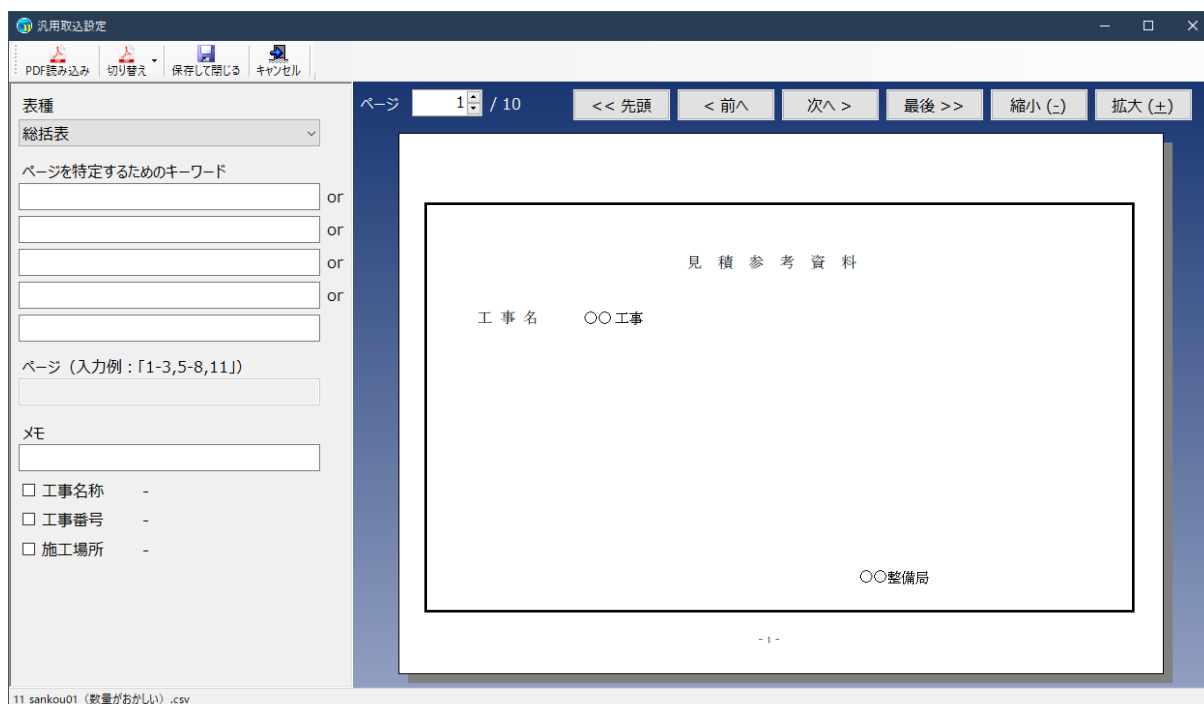 汎用取込設定
PDF読み込み 切り替え 保存して閉じる キャンセル
表種
総括表
ページを特定するためのキーワード
or
or
or
or
ページ（入力例：「1-3,5-8,11」）
メモ
工事名称 -
工事番号 -
施工場所 -
ページ 1 / 10 << 先頭 < 前へ 次へ > 最後 >> 縮小 (-) 拡大 (+)
見積参考資料
工事名 〇〇工事
〇〇整備局
- 1 -
11 sankou01（数量がおかしい）.csv